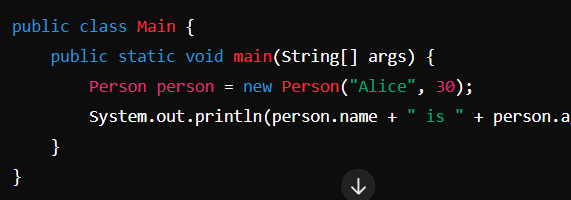 public class Main {
    public static void main(String[] args) {
        Person person = new Person("Alice", 30);
        System.out.println(person.name + " is " + person.a
    }
}